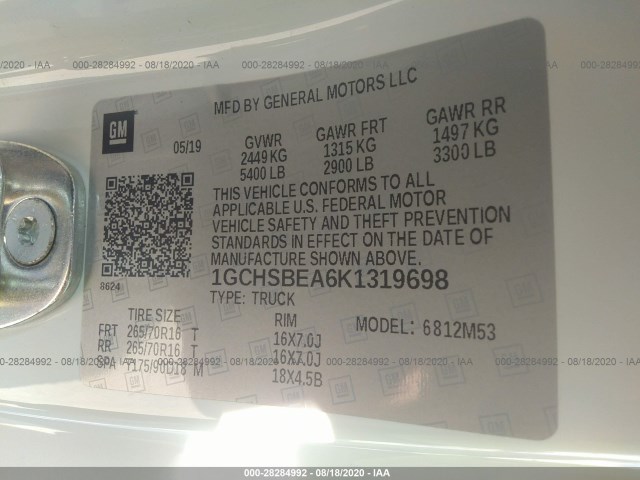 000-28284992 - 08/18/2020 - IAAI.CA
MFD BY GENERAL MOTORS LLC
GM
05/19
GVWR
2449 KG
5400 LB
GAWR FRT
1315 KG
2900 LB
GAWR RR
1497 KG
3300 LB
THIS VEHICLE CONFORMS TO ALL
APPLICABLE U.S. FEDERAL MOTOR
VEHICLE SAFETY AND THEFT PREVENTION
STANDARDS IN EFFECT ON THE DATE OF
MANUFACTURE SHOWN ABOVE.
8624
1GCHSBEA6K1319698
TYPE: TRUCK
TIRE SIZE
RIM
MODEL: 6812M53
FRT 265/70R16 T 16X7.0J
RR 265/70R16 T 16X7.0J
SPA T175/90D18 M 18X4.5B
000-28284992 - 08/18/2020 -
000-28284992 - 08/18/2020 -